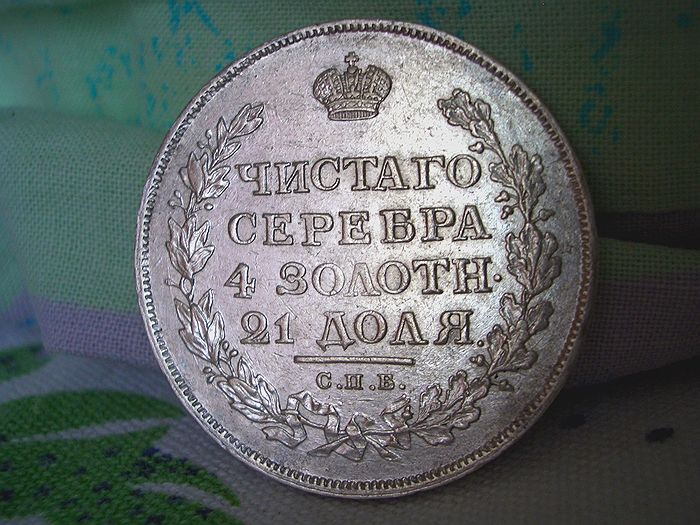 ЧИСТАГО
СЕРЕБРА
4 ЗОЛОТН·
21 ДОЛЯ.
С.П.Б.